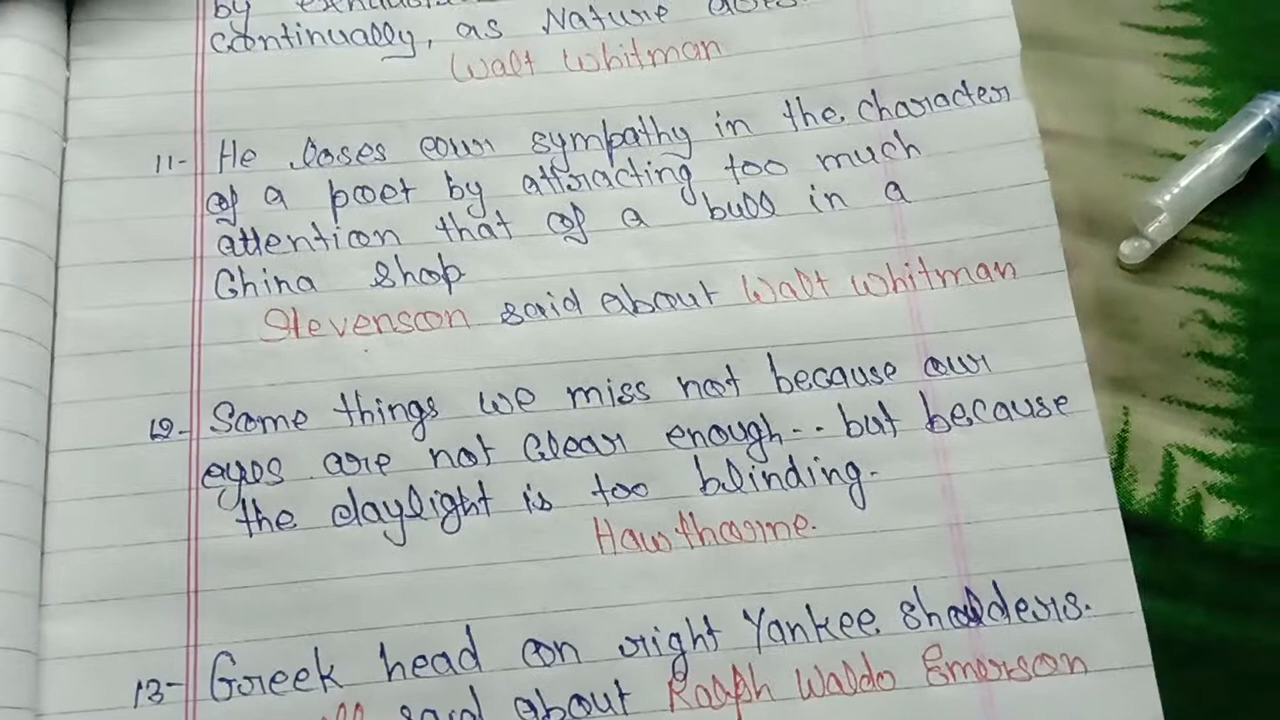 by
continually, as Nature does.
Walt Whitman
11- He loses our sympathy in the character
of a poet by attracting too much
attention that of a bull in a
China shop
Stevenson said about Walt Whitman
12- Some things we miss not because our
eyes are not clear enough-- but because
the daylight is too blinding.
Hawthorne.
13- Greek head on right Yankee sholders.
said about Ralph Waldo Emerson